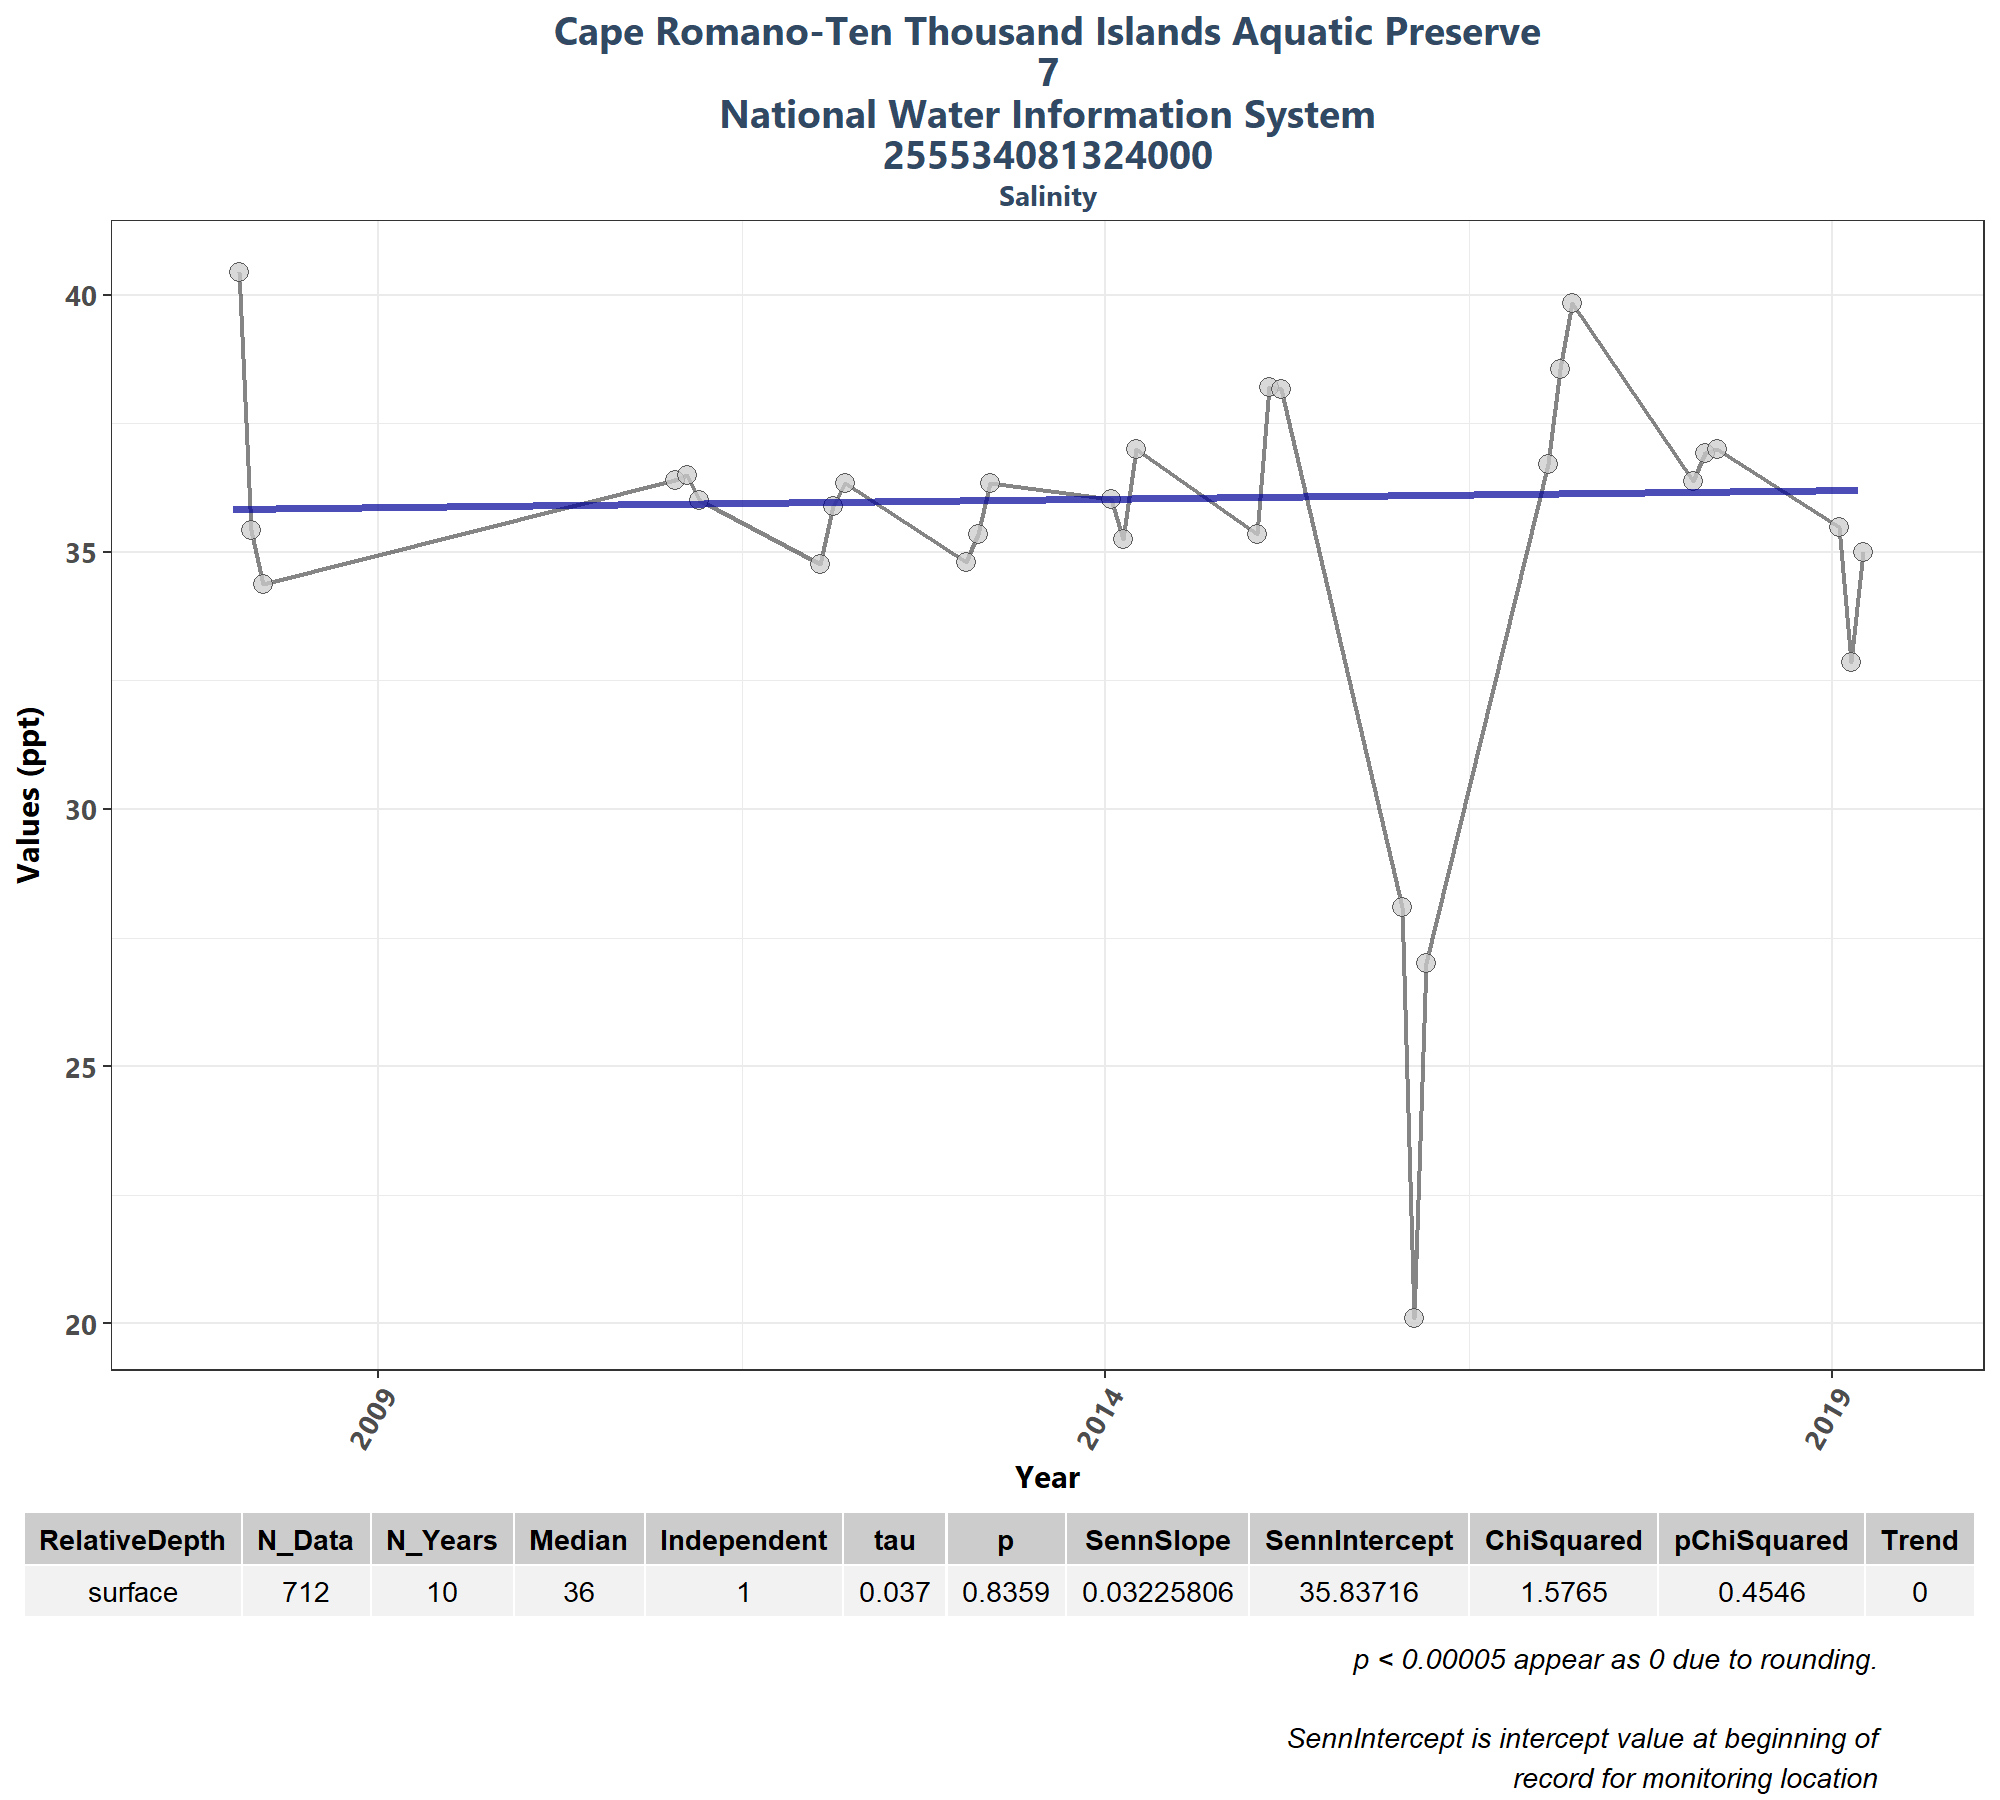 Cape Romano-Ten Thousand Islands Aquatic Preserve
7
National Water Information System
255534081324000
Salinity
Values (ppt)
40
35
30
25
20
2009
2014
2019
Year
RelativeDepth N_Data N_Years Median Independent tau p SennSlope SennIntercept ChiSquared pChiSquared Trend
surface 712 10 36 1 0.037 0.8359 0.03225806 35.83716 1.5765 0.4546 0
p < 0.00005 appear as 0 due to rounding.
SennIntercept is intercept value at beginning of
record for monitoring location